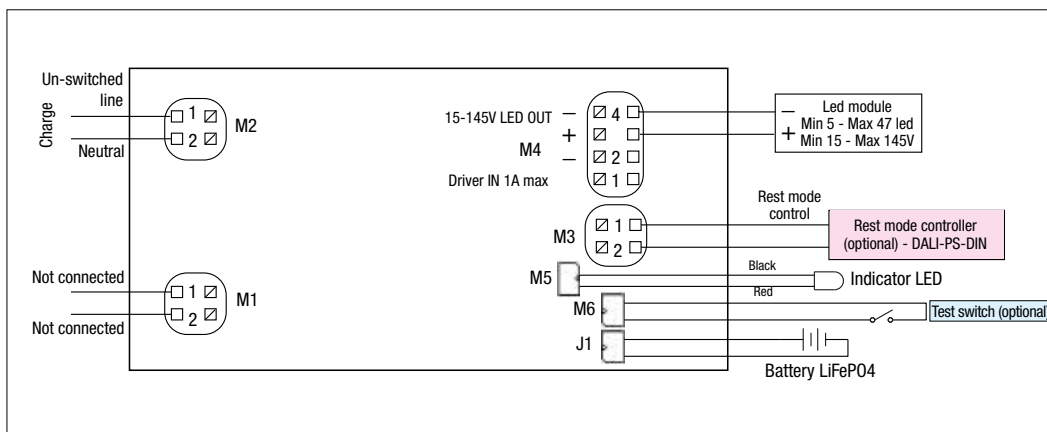 Un-switched
line
Charge
1
2
M2
Neutral
15-145V LED OUT
−
4
+
M4
−
2
Driver IN 1A max
1
−
Led module
Min 5 - Max 47 led
+
Min 15 - Max 145V
Rest mode
control
M3
1
2
Rest mode controller
(optional) - DALI-PS-DIN
M5
Black
Red
Indicator LED
M6
Test switch (optional)
J1
Battery LiFePO4
Not connected
1
2
M1
Not connected